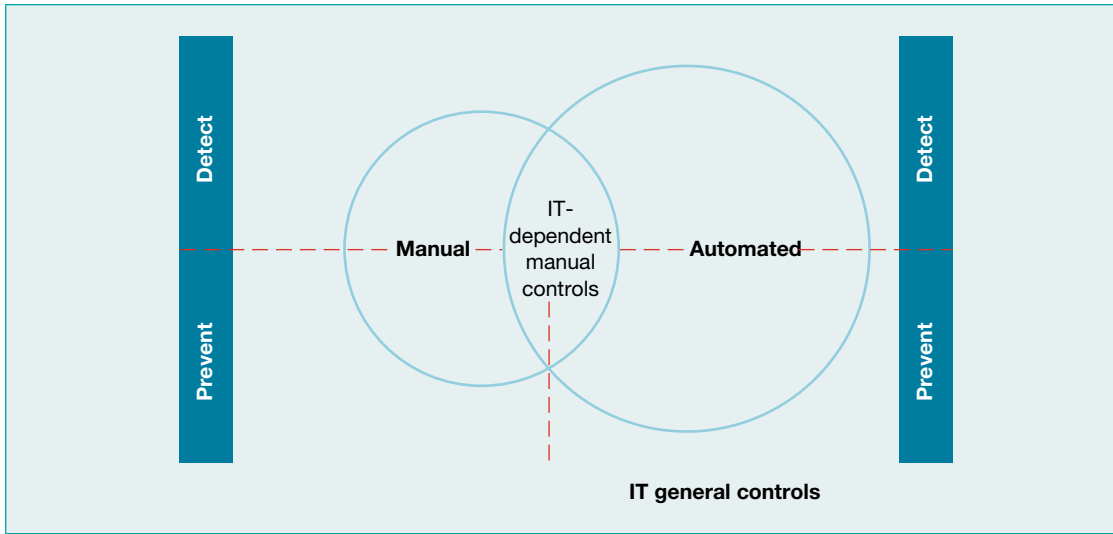 Detect
Detect
Manual
IT-
dependent
manual
controls
Automated
Prevent
Prevent
IT general controls